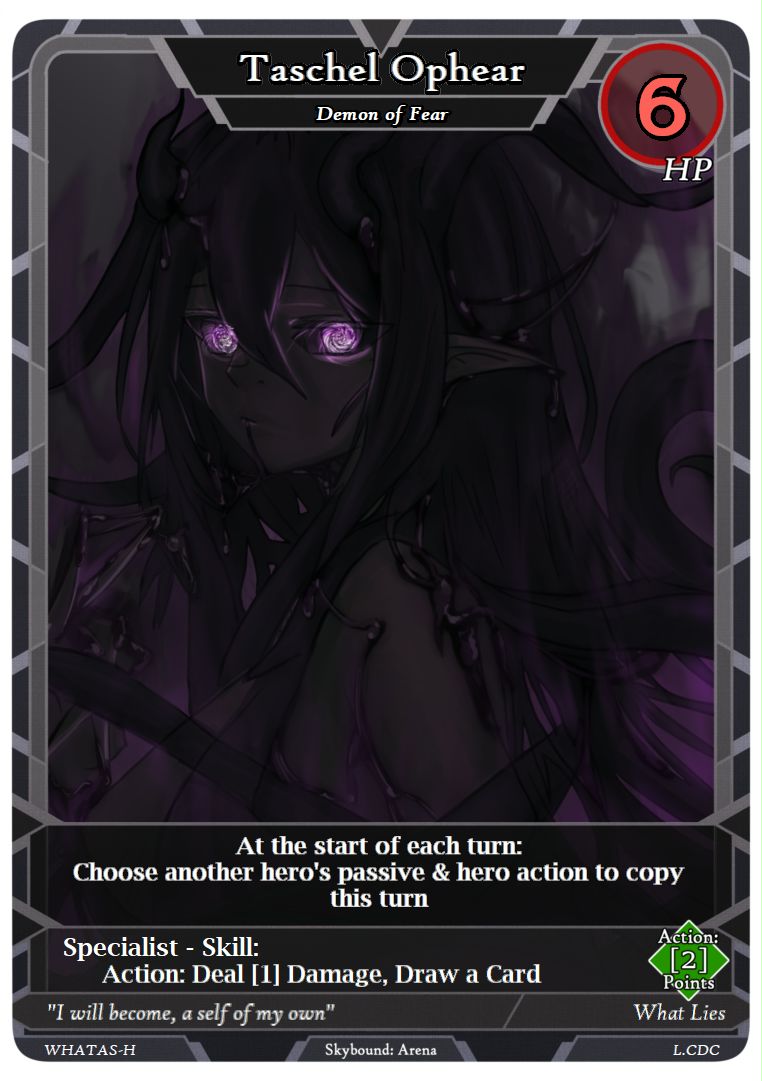 Taschel Ophear
Demon of Fear
6
HP
At the start of each turn:
Choose another hero's passive & hero action to copy
this turn
Specialist - Skill:
Action: Deal [1] Damage, Draw a Card
Action:
[2]
Points
"I will become, a self of my own"
What Lies
WHATAS-H
Skybound: Arena
L.CDC